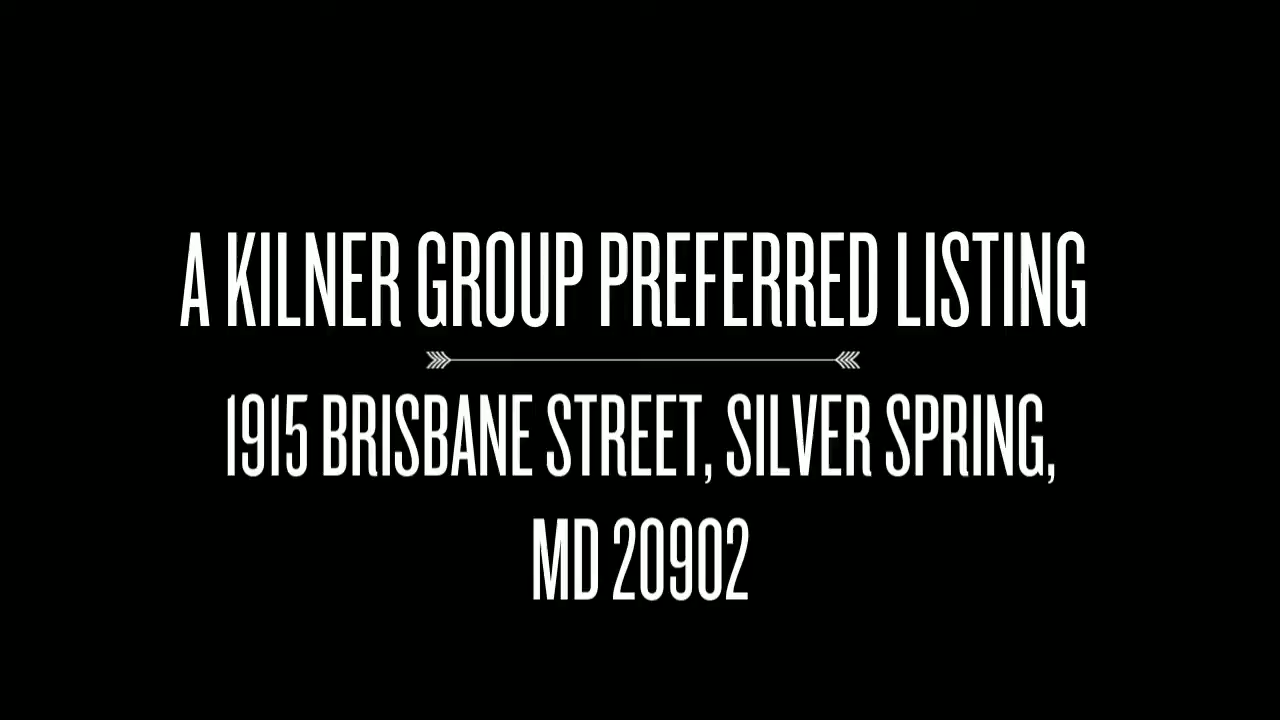 A KILNER GROUP PREFERRED LISTING
1915 BRISBANE STREET, SILVER SPRING,
MD 20902